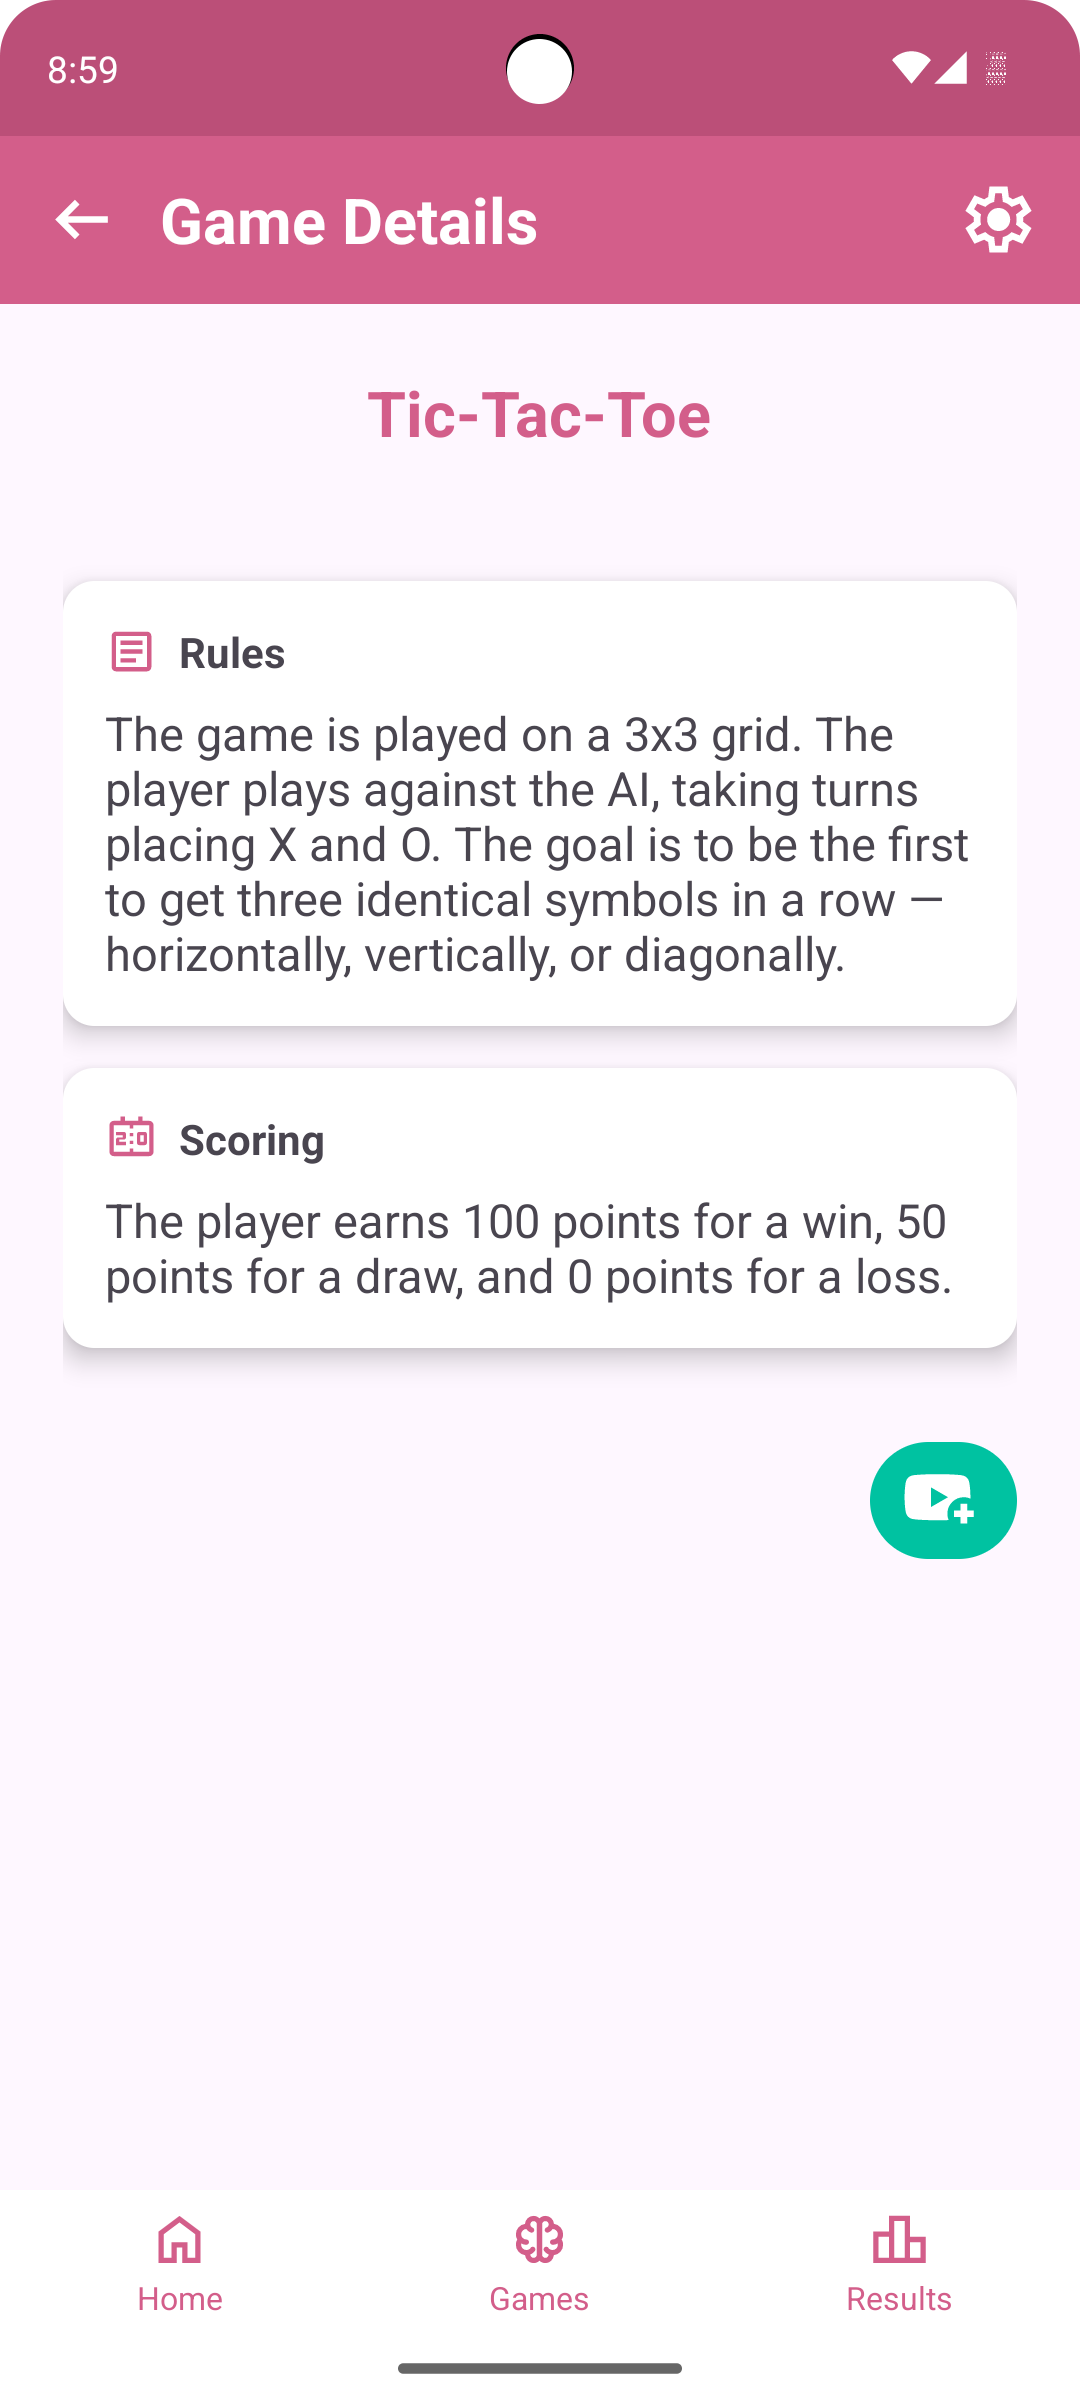 8:59
Game Details
Tic-Tac-Toe
Rules
The game is played on a 3x3 grid. The
player plays against the AI, taking turns
placing X and O. The goal is to be the first
to get three identical symbols in a row —
horizontally, vertically, or diagonally.
2:0
Scoring
The player earns 100 points for a win, 50
points for a draw, and 0 points for a loss.
Home
Games
Results